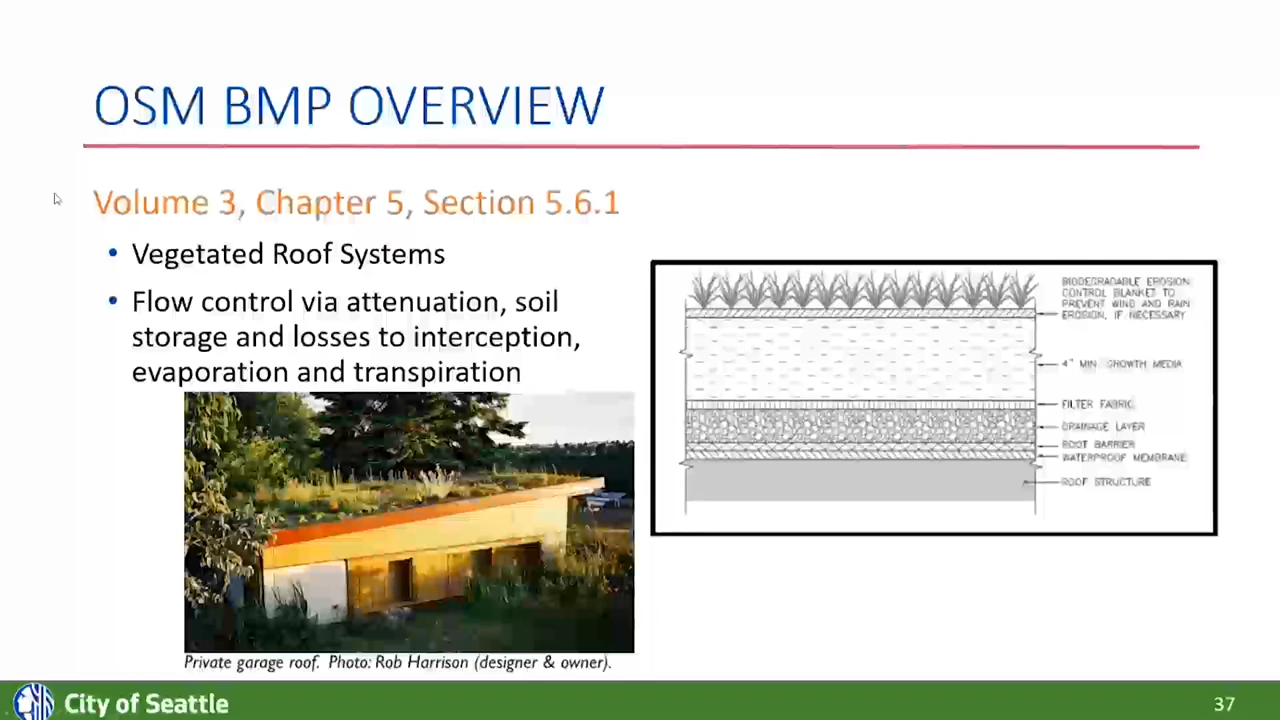 OSM BMP OVERVIEW
Volume 3, Chapter 5, Section 5.6.1
• Vegetated Roof Systems
• Flow control via attenuation, soil
storage and losses to interception,
evaporation and transpiration
BIODEGRADABLE EROSION
CONTROL BLANKET TO
PREVENT WIND AND RAIN
EROSION, IF NECESSARY
4" MIN. GROWTH MEDIA
FILTER FABRIC
DRAINAGE LAYER
ROOT BARRIER
WATERPROOF MEMBRANE
ROOF STRUCTURE
Private garage roof. Photo: Rob Harrison (designer & owner).
City of Seattle
37